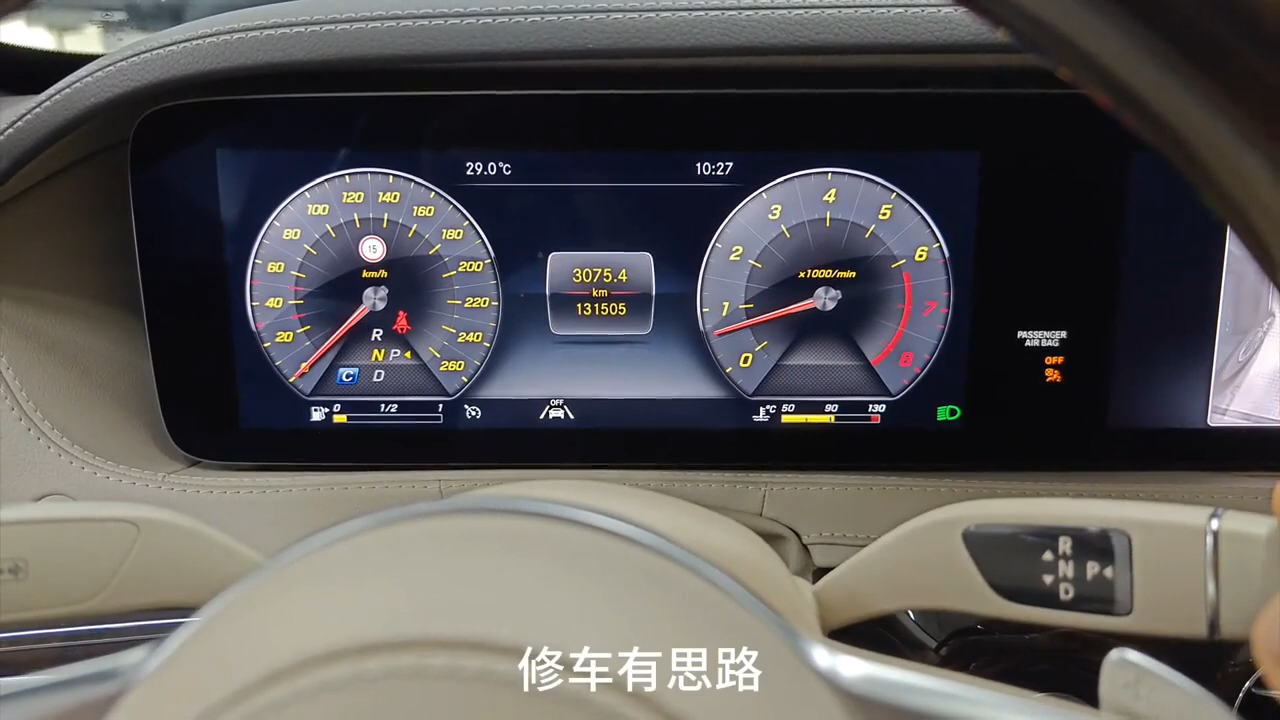 29.0℃
10:27
20
40
60
80
100
120
140
160
180
200
220
240
260
15
km/h
R
N P
D
C
3075.4
km
131505
0
1
2
3
4
5
6
7
8
x1000/min
PASSENGER
AIR BAG
OFF
0 1/2 1
OFF
℃ 50 90 130
R
N P
D
修车有思路